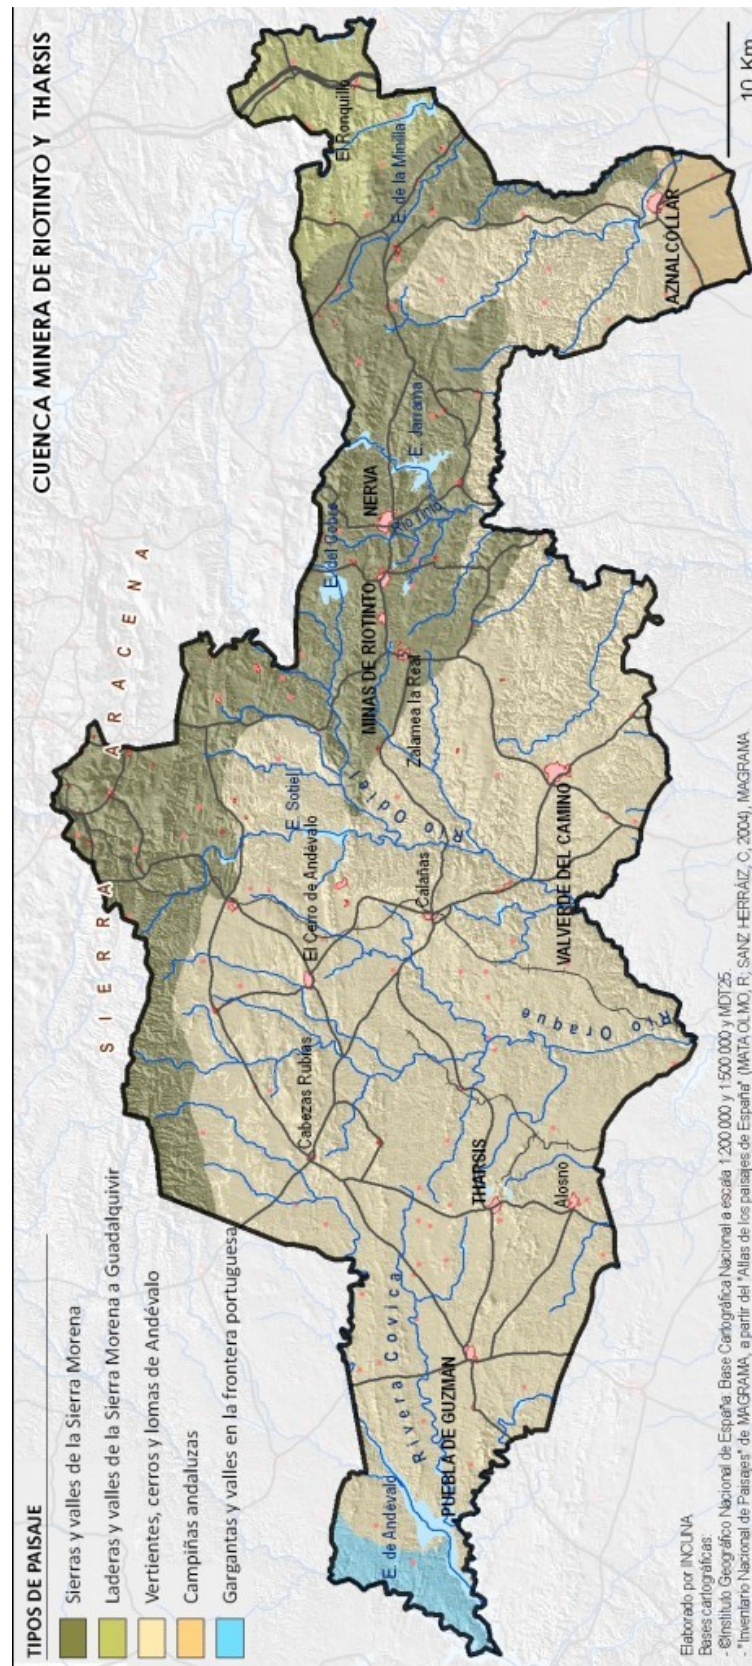 CUENCA MINERA DE RIOTINTO Y THARSIS
TIPOS DE PAISAJE
Sierras y valles de la Sierra Morena
Laderas y valles de la Sierra Morena a Guadalquivir
Vertientes, cerros y lomas de Andévalo
Campiñas andaluzas
Gargantas y valles en la frontera portuguesa
SIERRA ARACENA
El Ronquillo
E. de la Minilla
AZNALCÓLLAR
E. Jarrama
NERVA
Río Tinto
E. del Cobre
MINAS DE RIOTINTO
Zalamea la Real
Río Odiel
E. Sotiel
El Cerro de Andévalo
Calañas
VALVERDE DEL CAMINO
Río Oraque
Cabezas Rubias
THARSIS
Alosno
Rivera Covica
PUEBLA DE GUZMÁN
E. de Andévalo
10 Km
Elaborado por INCUNA
Bases cartográficas:
- ©Instituto Geográfico Nacional de España: Base Cartográfica Nacional a escala 1:200.000 y 1:500.000 y MDT25
- "Inventario Nacional de Paisajes" de MAGRAMA, a partir del "Atlas de los paisajes de España" (MATA OLMO, R; SANZ HERRÁIZ, C, 2004), MAGRAMA